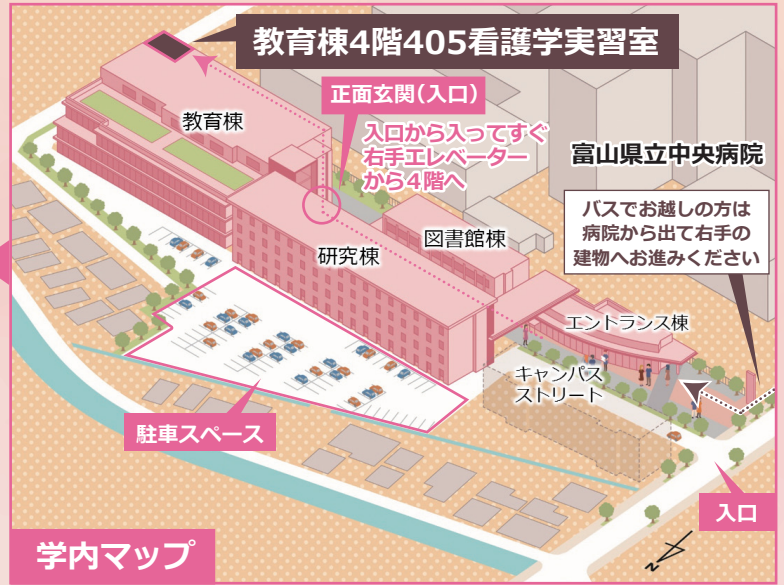 教育棟4階405看護学実習室
正面玄関（入口）
教育棟
入口から入ってすぐ
右手エレベーター
から4階へ
富山県立中央病院
バスでお越しの方は
病院から出て右手の
建物へお進みください
図書館棟
研究棟
エントランス棟
キャンパス
ストリート
駐車スペース
入口
学内マップ
N